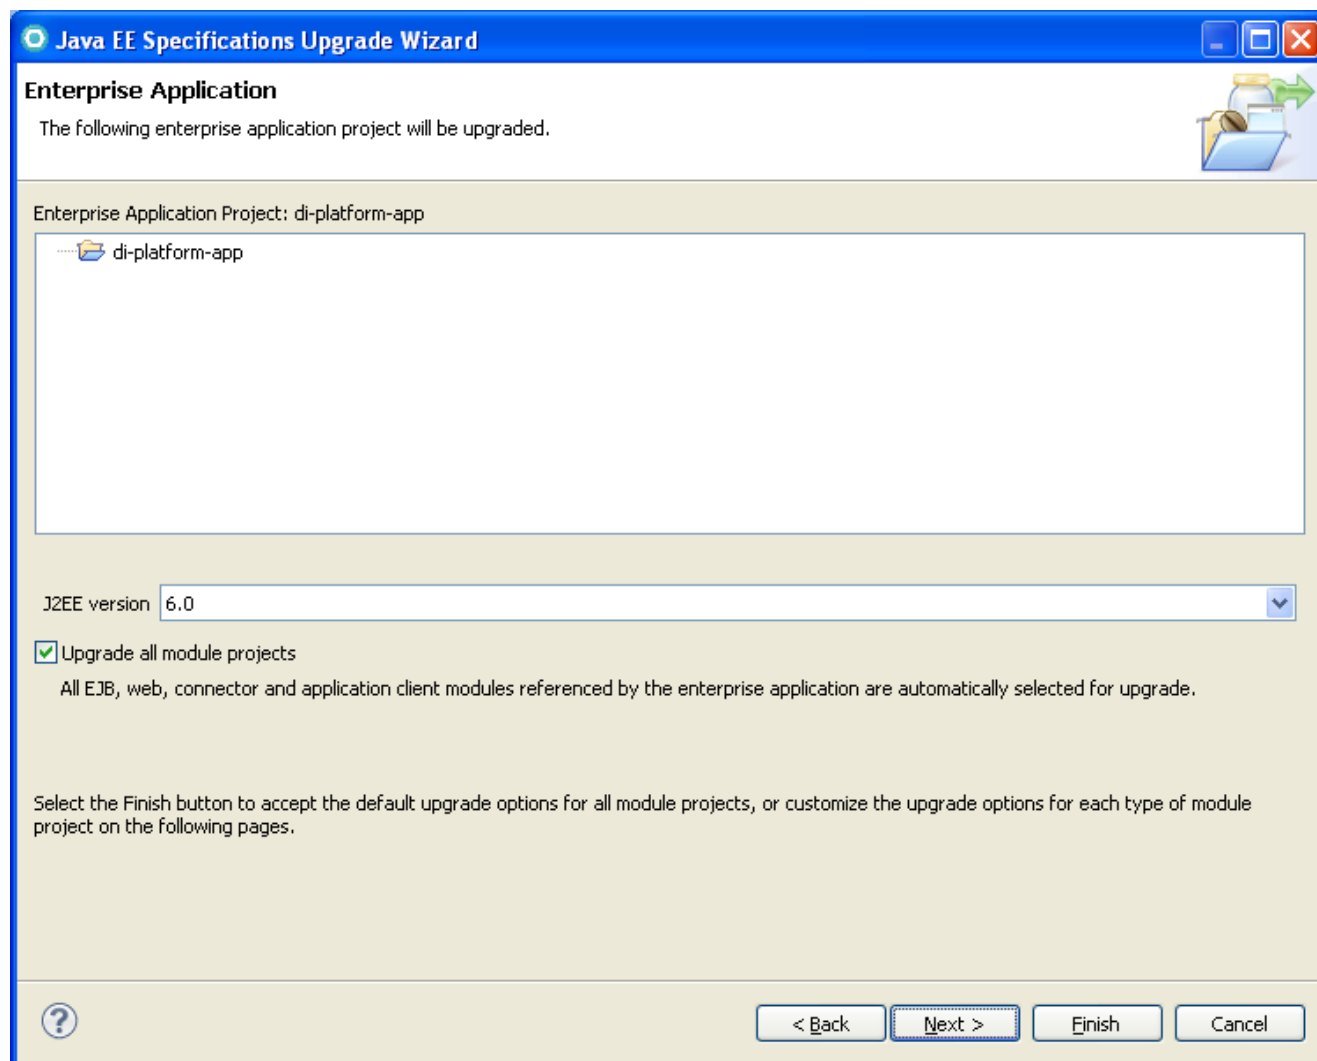 Java EE Specifications Upgrade Wizard
Enterprise Application
The following enterprise application project will be upgraded.
Enterprise Application Project: di-platform-app
di-platform-app
J2EE version 6.0
Upgrade all module projects
All EJB, web, connector and application client modules referenced by the enterprise application are automatically selected for upgrade.
Select the Finish button to accept the default upgrade options for all module projects, or customize the upgrade options for each type of module
project on the following pages.
? < Back Next > Finish Cancel